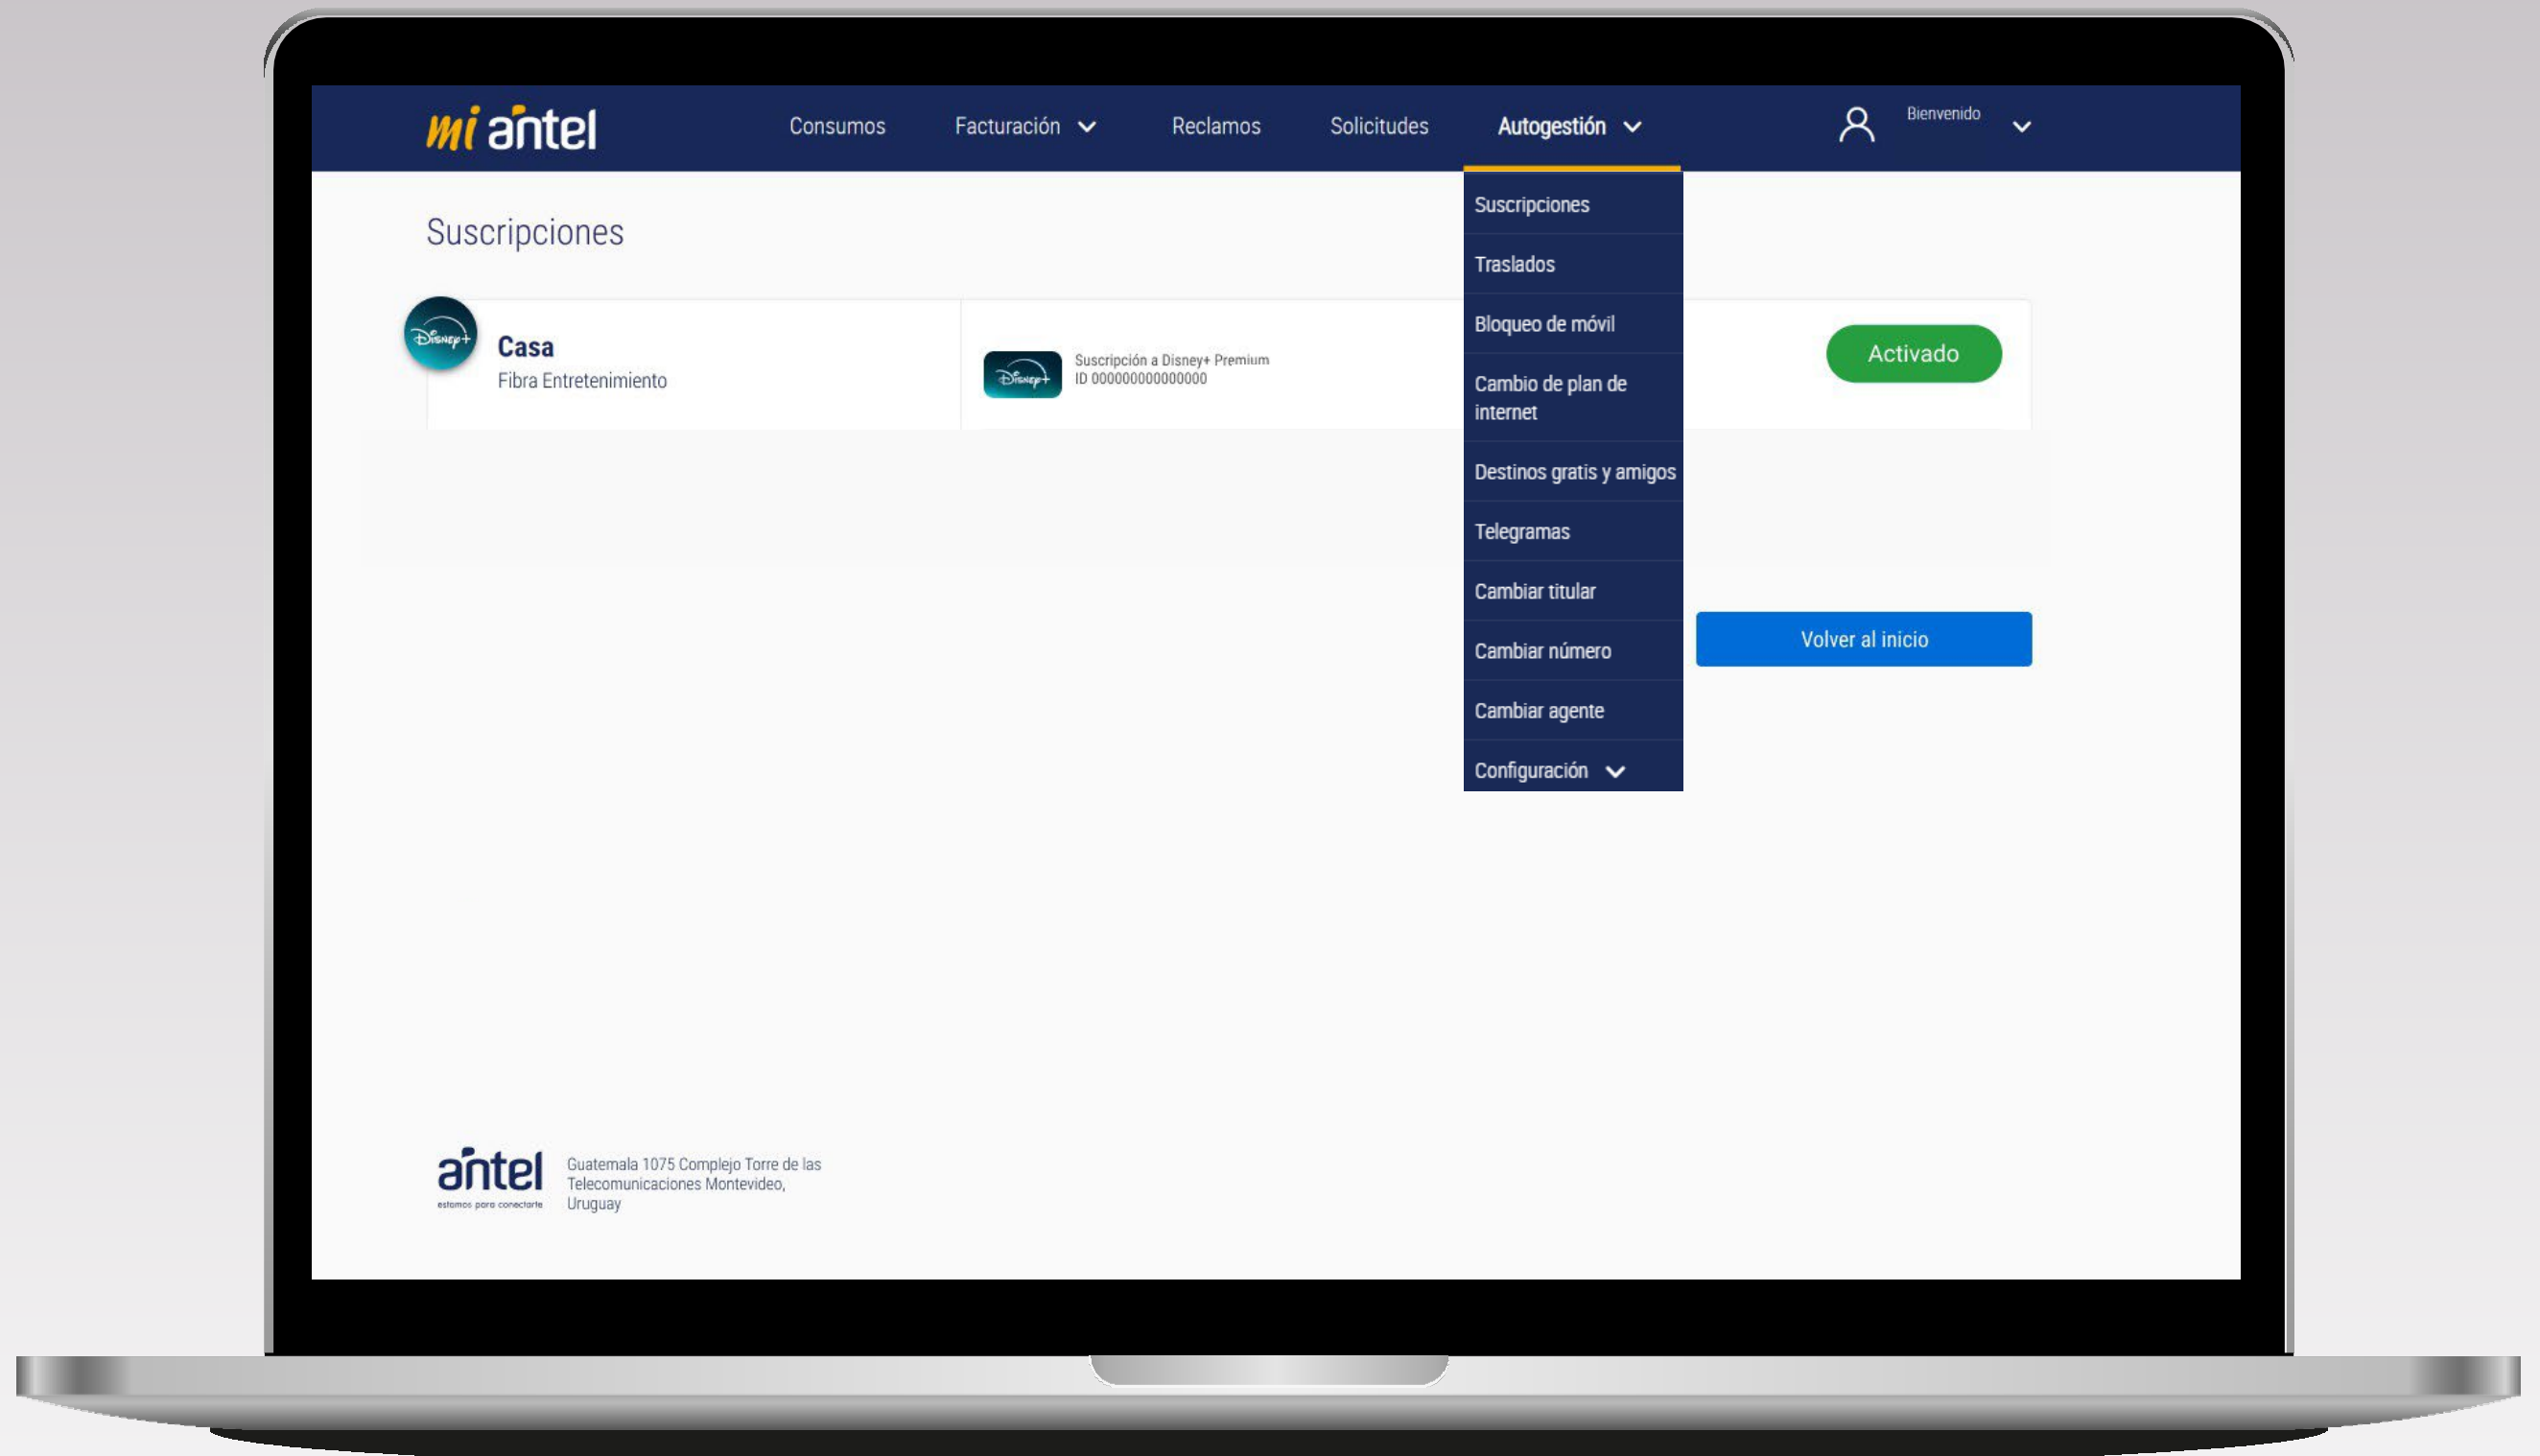 mi antel
Consumos
Facturación
Reclamos
Solicitudes
Autogestión
Bienvenido
Suscripciones
Traslados
Bloqueo de móvil
Cambio de plan de
internet
Destinos gratis y amigos
Telegramas
Cambiar titular
Cambiar número
Cambiar agente
Configuración
Suscripciones
Disney+
Casa
Fibra Entretenimiento
Disney+
Suscripción a Disney+ Premium
ID 000000000000000
Activado
Volver al inicio
antel
estamos para conectarte
Guatemala 1075 Complejo Torre de las
Telecomunicaciones Montevideo,
Uruguay